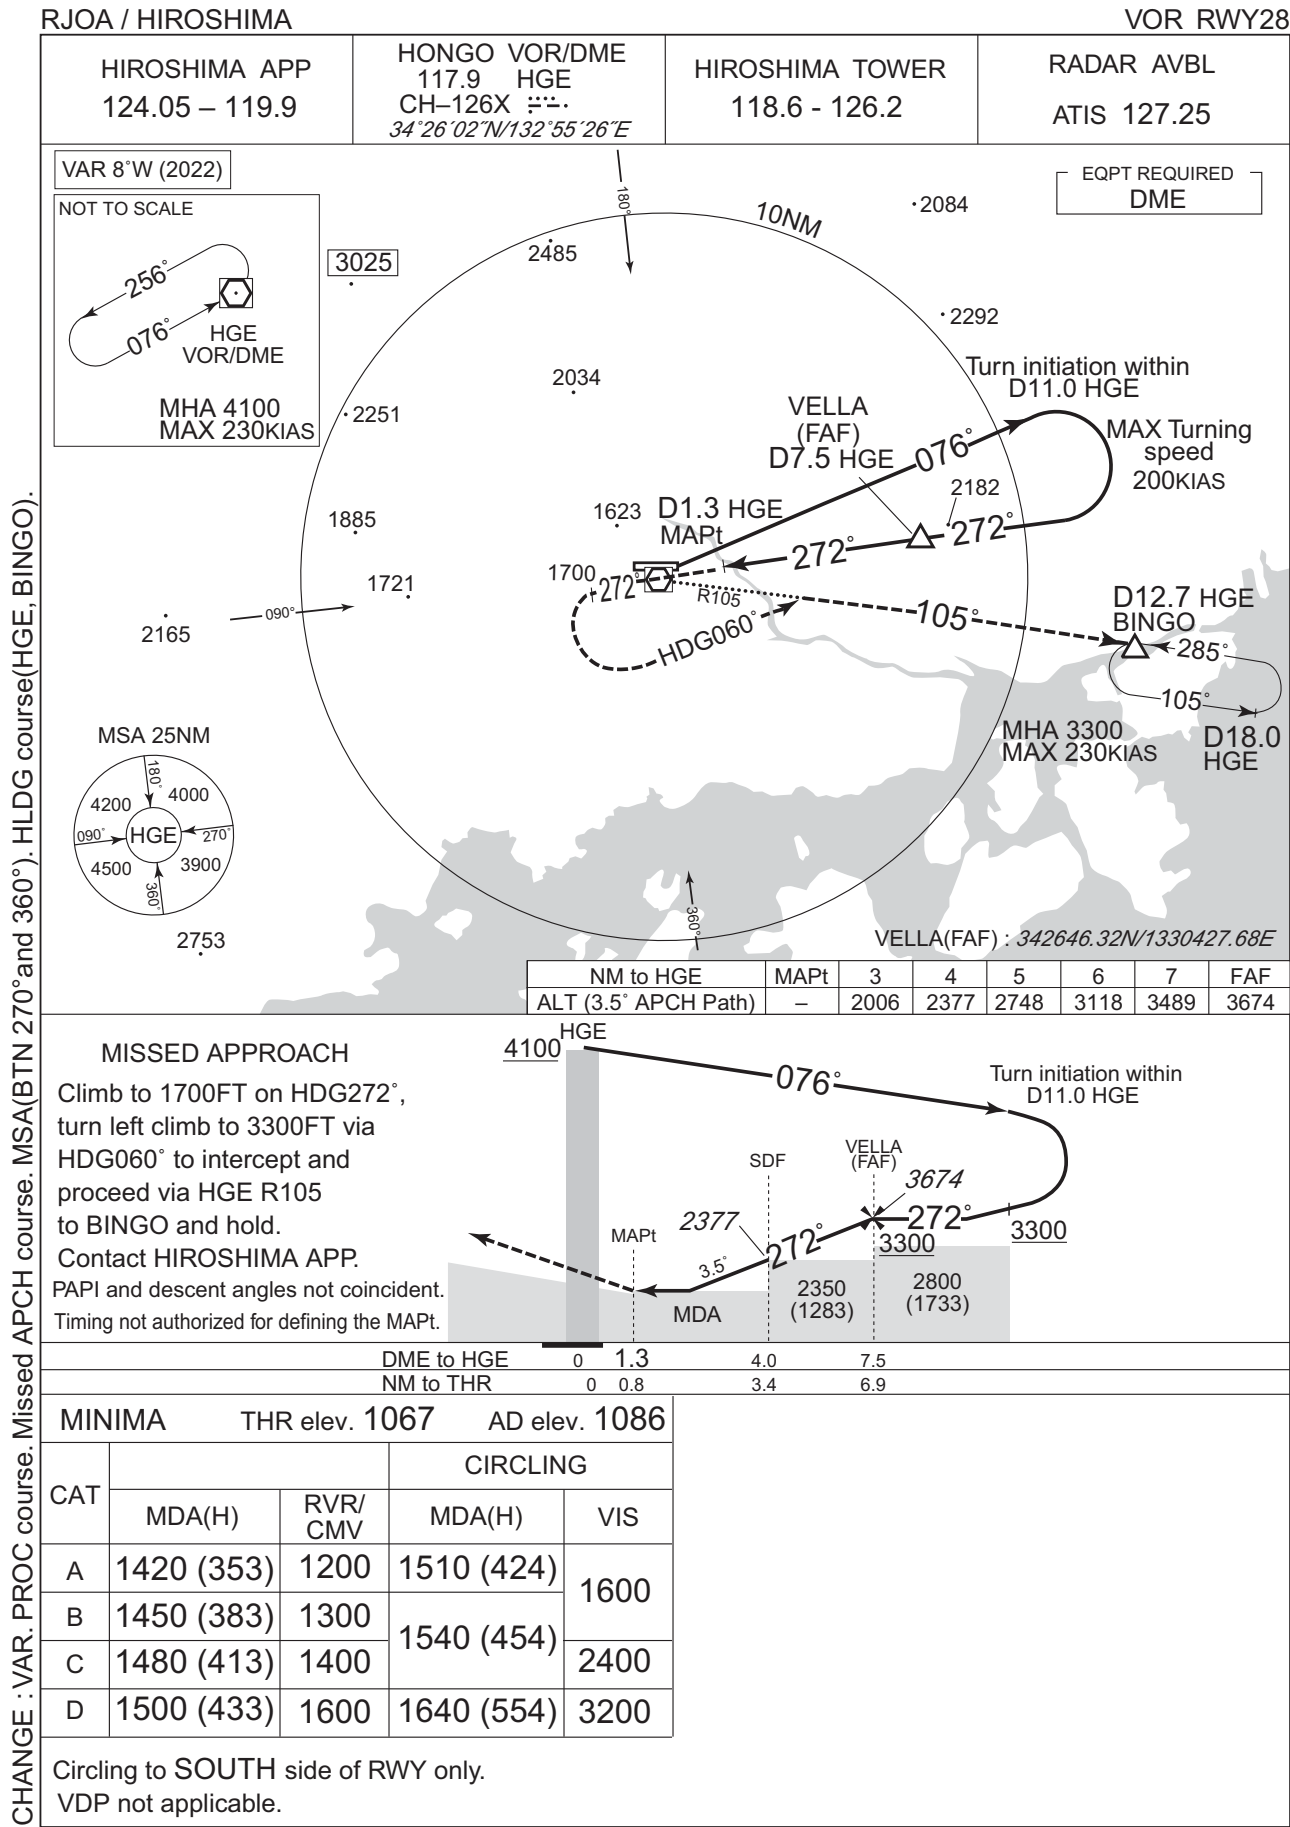 RJOA / HIROSHIMA
VOR RWY28
HIROSHIMA APP
124.05 – 119.9
HONGO VOR/DME
117.9 HGE
CH–126X
34°26´02˝N/132°55´26˝E
HIROSHIMA TOWER
118.6 - 126.2
RADAR AVBL
ATIS 127.25
VAR 8°W (2022)
EQPT REQUIRED
DME
NOT TO SCALE
256°
076°
HGE
VOR/DME
MHA 4100
MAX 230KIAS
3025
180°
10NM
2084
2485
2292
2034
2251
Turn initiation within
D11.0 HGE
VELLA
(FAF)
D7.5 HGE
076°
MAX Turning
speed
200KIAS
2182
1885
1623
D1.3 HGE
MAPt
272°
272°
1721
1700
272°
R105
HDG060°
105°
D12.7 HGE
BINGO
285°
105°
D18.0
HGE
MHA 3300
MAX 230KIAS
090°
2165
MSA 25NM
180°
4200
4000
090°
HGE
270°
4500
3900
360°
2753
360°
VELLA(FAF) : 342646.32N/1330427.68E
NM to HGE MAPt 3 4 5 6 7 FAF
ALT (3.5° APCH Path) – 2006 2377 2748 3118 3489 3674
MISSED APPROACH
Climb to 1700FT on HDG272°,
turn left climb to 3300FT via
HDG060° to intercept and
proceed via HGE R105
to BINGO and hold.
Contact HIROSHIMA APP.
PAPI and descent angles not coincident.
Timing not authorized for defining the MAPt.
HGE
4100
076°
Turn initiation within
D11.0 HGE
SDF
VELLA
(FAF)
3674
MAPt
2377
272°
272°
3300
3300
3.5°
MDA
2350
(1283)
2800
(1733)
DME to HGE 0 1.3 4.0 7.5
NM to THR 0 0.8 3.4 6.9
MINIMA THR elev. 1067 AD elev. 1086
CAT
CIRCLING
MDA(H)
RVR/
CMV
MDA(H)
VIS
A 1420 (353) 1200 1510 (424) 1600
B 1450 (383) 1300 1540 (454)
C 1480 (413) 1400 2400
D 1500 (433) 1600 1640 (554) 3200
Circling to SOUTH side of RWY only.
VDP not applicable.
CHANGE : VAR. PROC course. Missed APCH course. MSA(BTN 270°and 360°). HLDG course(HGE, BINGO).